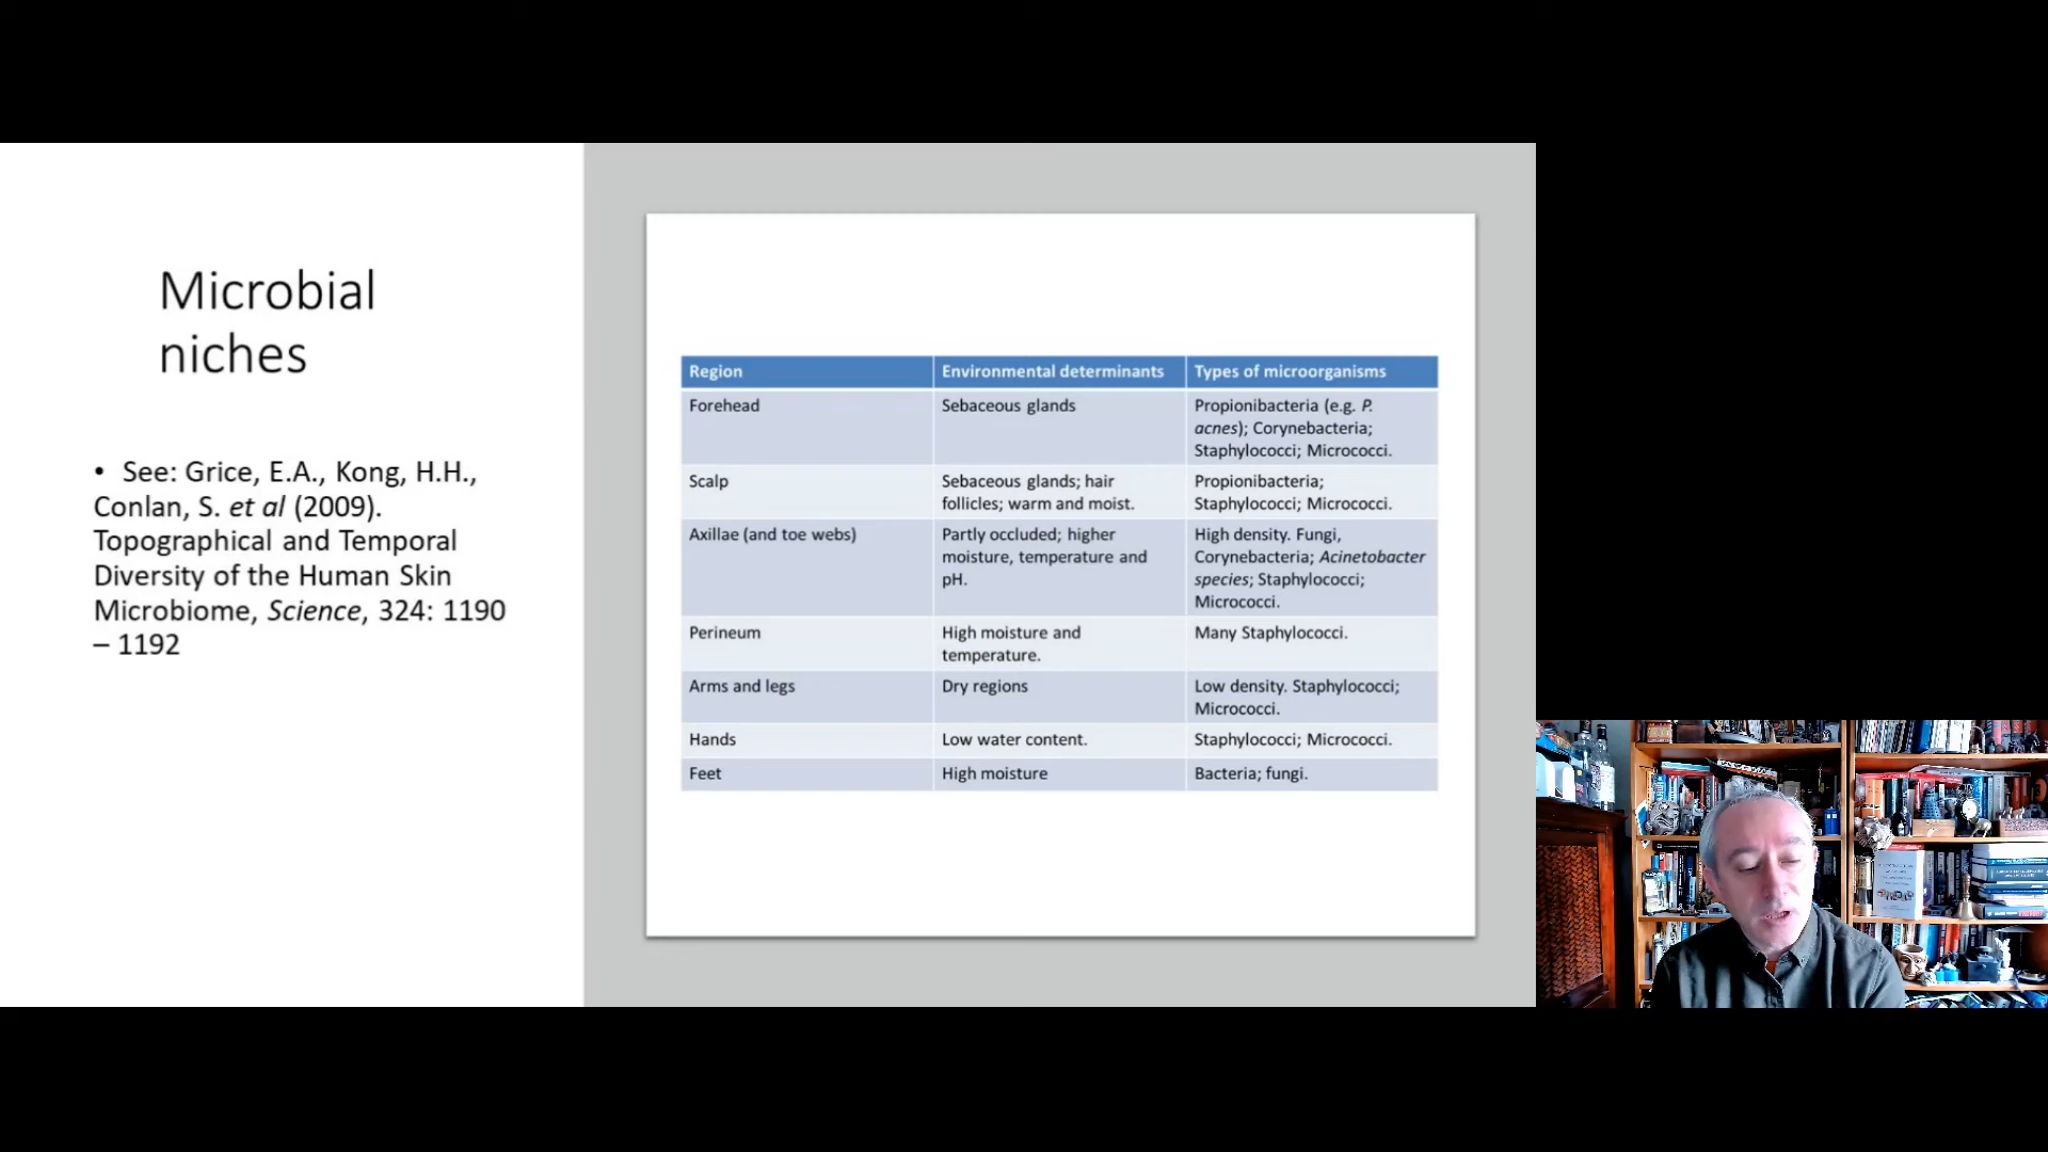 Microbial
niches
• See: Grice, E.A., Kong, H.H.,
Conlan, S. et al (2009).
Topographical and Temporal
Diversity of the Human Skin
Microbiome, Science, 324: 1190
– 1192
Region Environmental determinants Types of microorganisms
Forehead Sebaceous glands Propionibacteria (e.g. P.
acnes); Corynebacteria;
Staphylococci; Micrococci.
Scalp Sebaceous glands; hair Propionibacteria;
follicles; warm and moist. Staphylococci; Micrococci.
Axillae (and toe webs) Partly occluded; higher High density. Fungi,
moisture, temperature and Corynebacteria; Acinetobacter
pH. species; Staphylococci;
Micrococci.
Perineum High moisture and Many Staphylococci.
temperature.
Arms and legs Dry regions Low density. Staphylococci;
Micrococci.
Hands Low water content. Staphylococci; Micrococci.
Feet High moisture Bacteria; fungi.